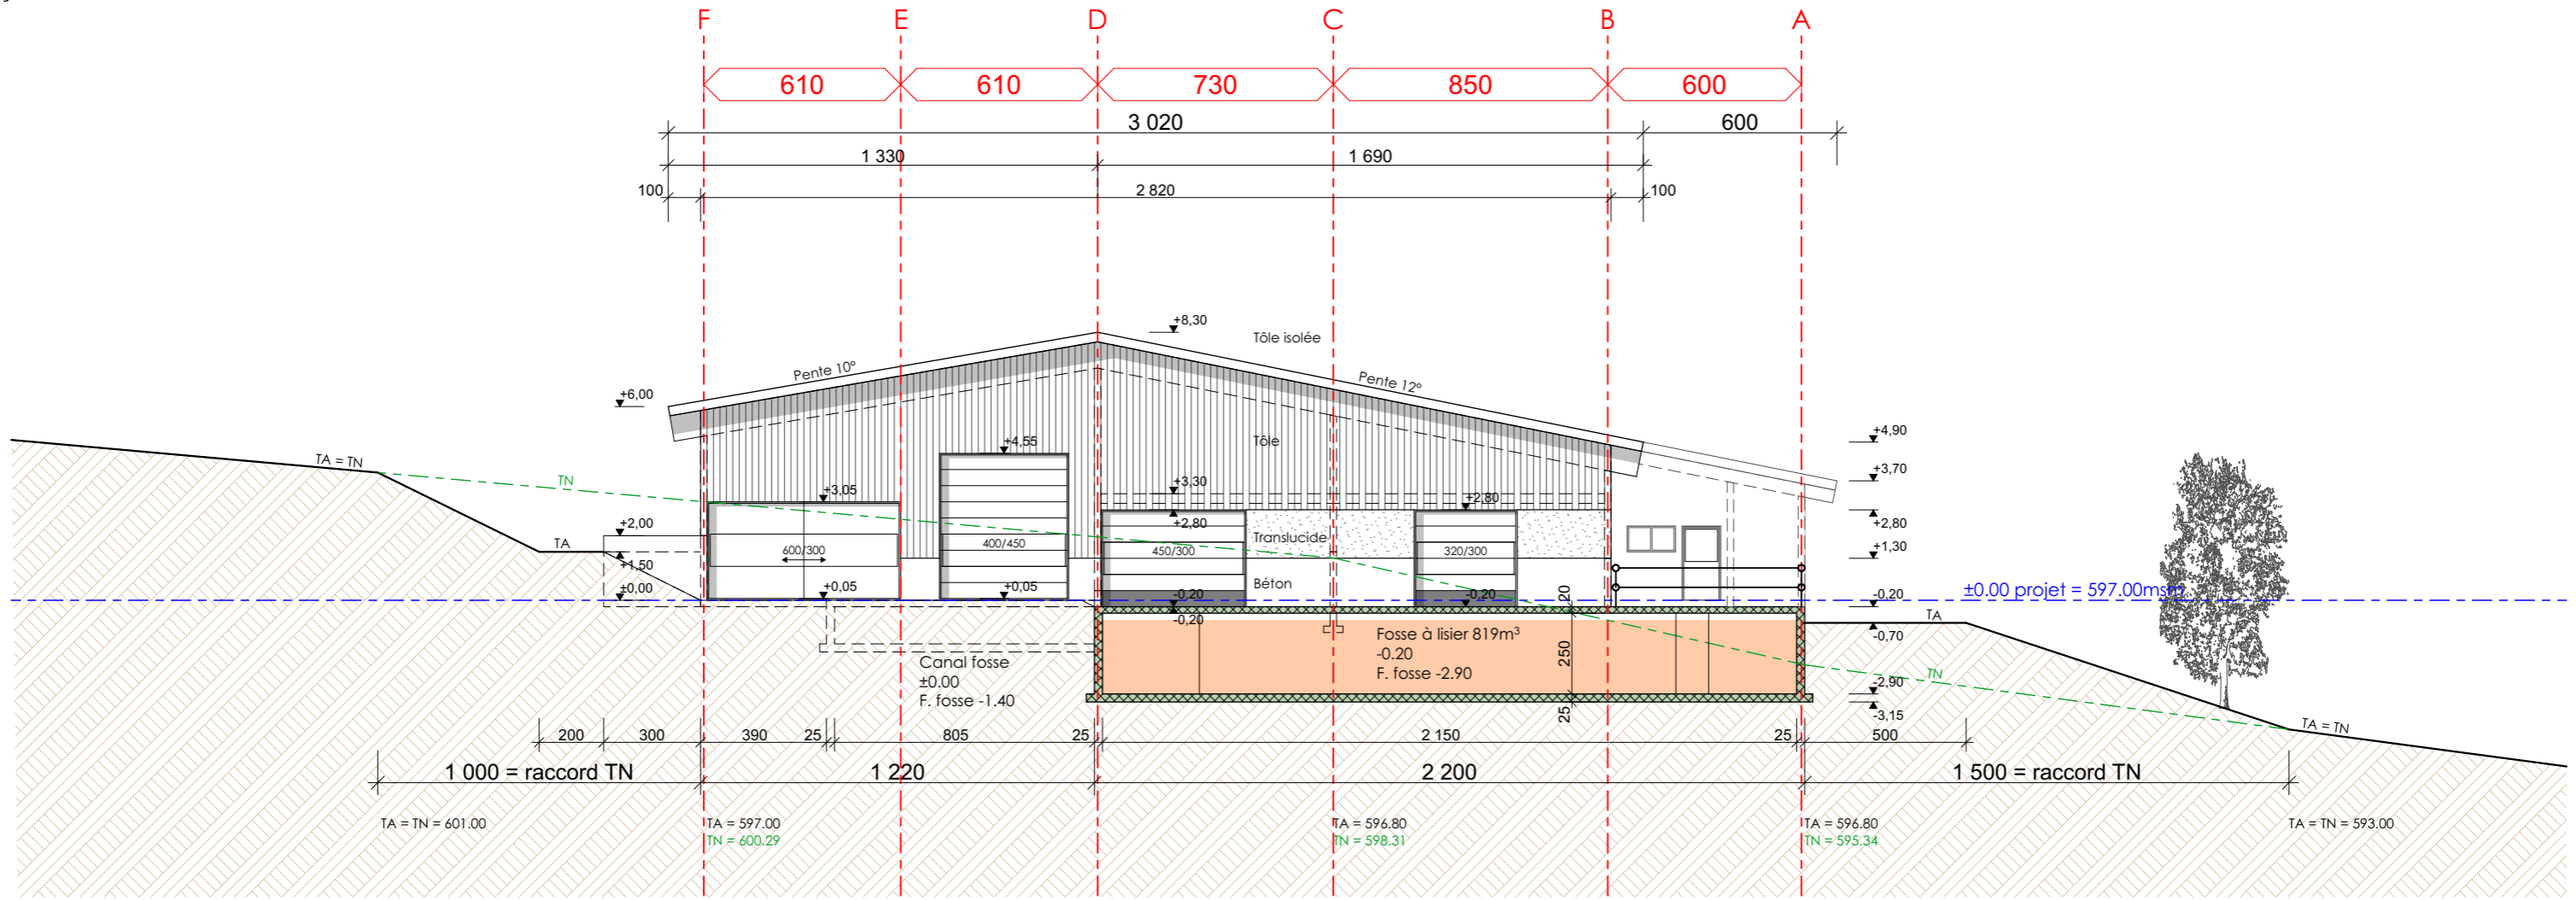 F E D C B A
610 610 730 850 600
3 020 600
1 330 1 690
100 2 820 100
+8,30
Tôle isolée
Pente 10°
Pente 12°
+6,00
+4,90
TA = TN
TN
+4,55
Tôle
+3,70
+3,05
+3,30
+2,80
+2,00
+2,80
+2,80
TA
600/300
400/450
450/300
Translucide
320/300
+1,30
+1,50
Béton
±0,00
+0,05
+0,05
-0,20
-0,20
20
-0,20
±0.00 projet = 597.00msm
-0,20
TA
-0,70
Fosse à lisier 819m³
-0.20
F. fosse -2.90
250
Canal fosse
±0.00
F. fosse -1.40
TN
-2,90
25
-3,15
200 300 390 25 805 25 2 150 25 500
TA = TN
1 000 = raccord TN 1 220 2 200 1 500 = raccord TN
TA = TN = 601.00
TA = 597.00
TN = 600.29
TA = 596.80
TN = 598.31
TA = 596.80
TN = 595.34
TA = TN = 593.00